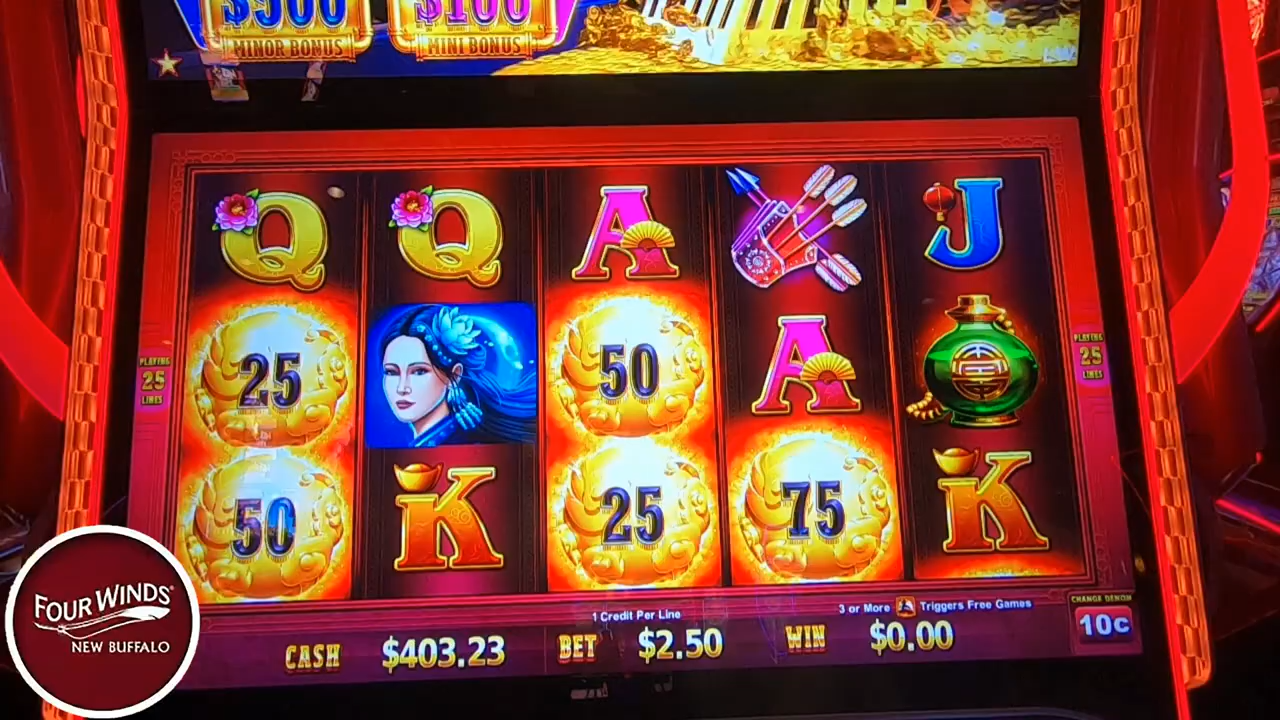 $500
$100
MINOR BONUS
MINI BONUS
Q Q A J
25 50 A
50 K 25 75 K
PLAYING
25
LINES
PLAYING
25
LINES
1 Credit Per Line
3 or More Triggers Free Games
CHANGE DENOM
10¢
CASH $403.23 BET $2.50 WIN $0.00
FOUR WINDS®
NEW BUFFALO